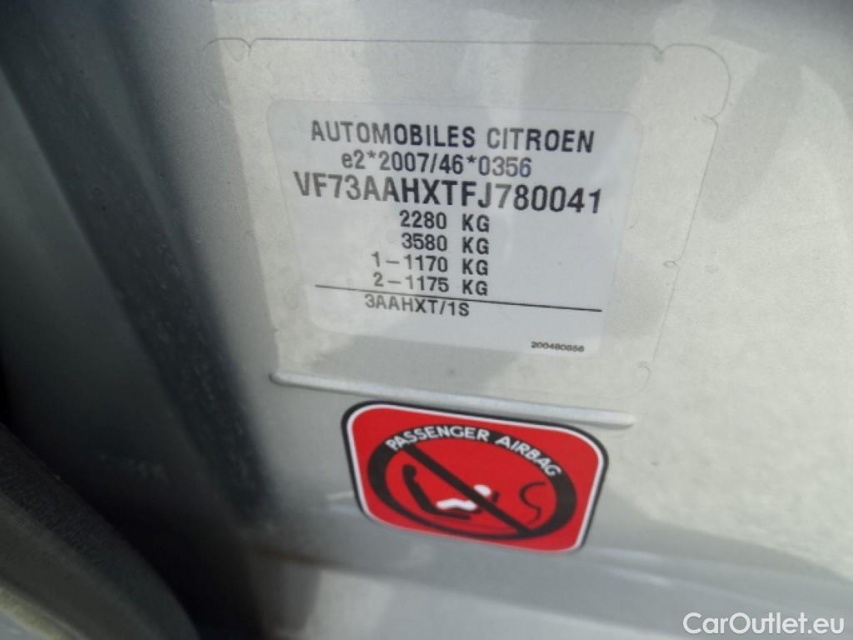 AUTOMOBILES CITROEN
e2*2007/46*0356
VF73AAHXTFJ780041
2280 KG
3580 KG
1-1170 KG
2-1175 KG
3AAHXT/1S
200480856
PASSENGER AIRBAG
CarOutlet.eu